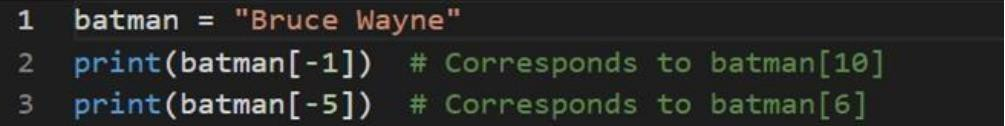 1 batman = "Bruce Wayne"
2 print(batman[-1]) # Corresponds to batman[10]
3 print(batman[-5]) # Corresponds to batman[6]